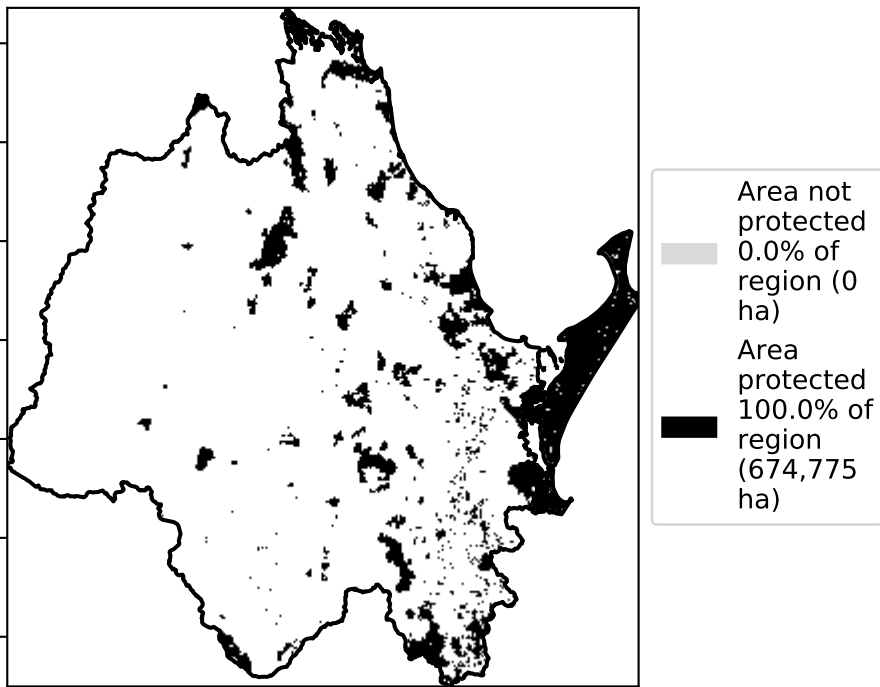 Area not
protected
0.0% of
region (0
ha)
Area
protected
100.0% of
region
(674,775
ha)